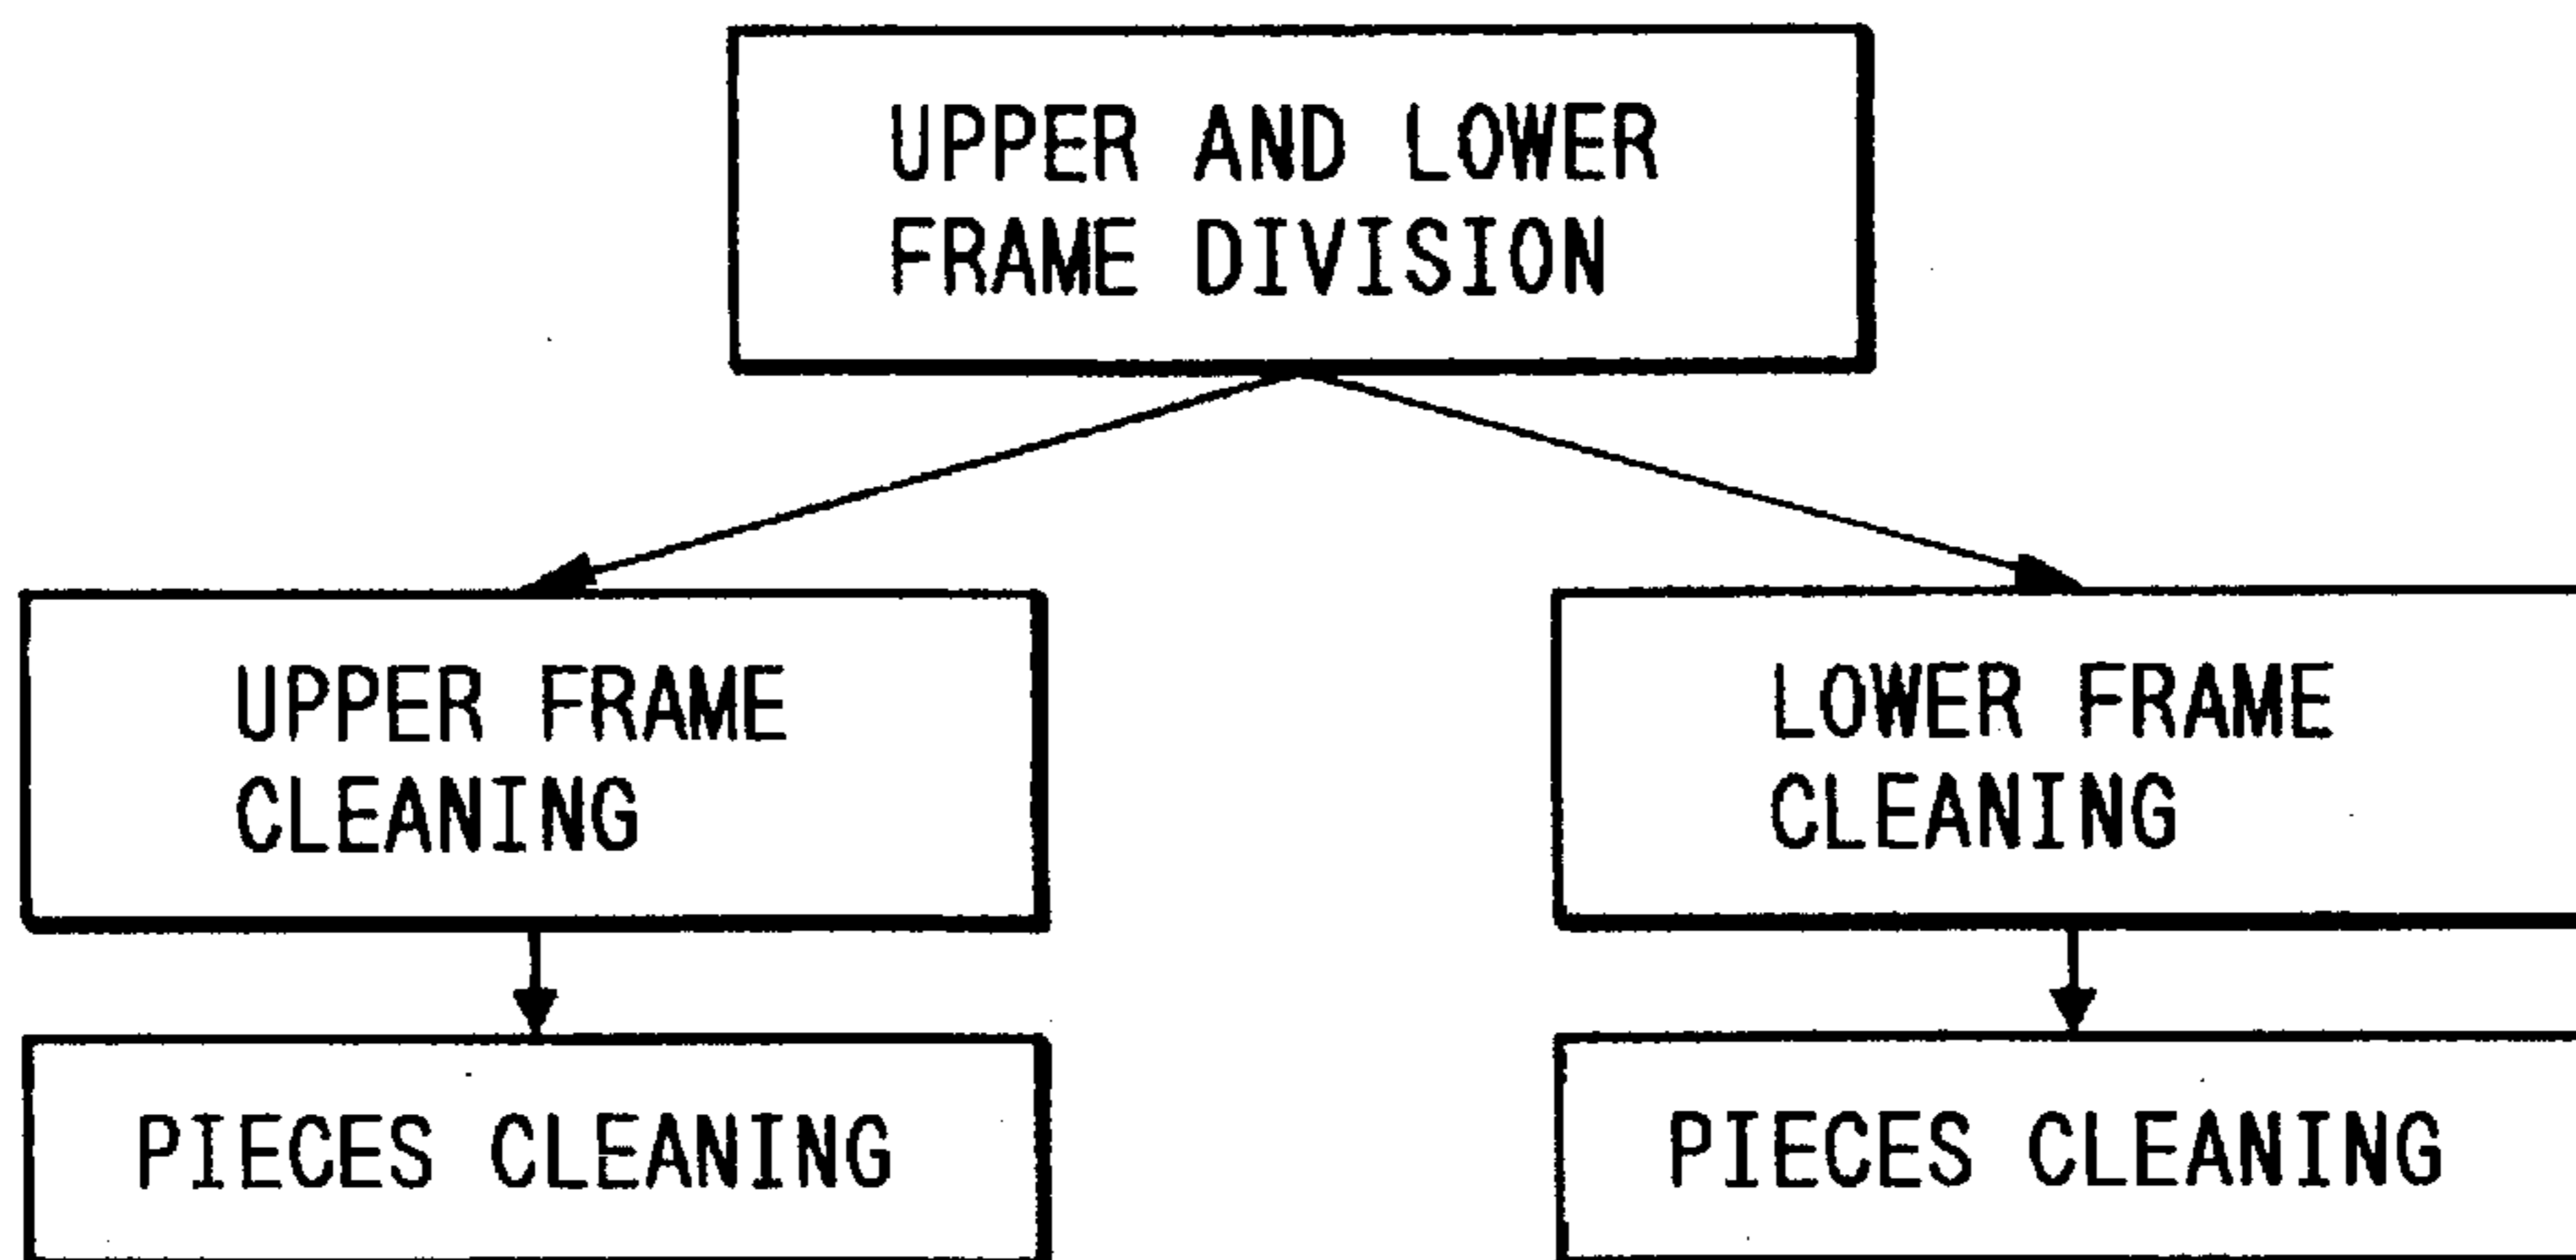 UPPER AND LOWER
FRAME DIVISION
UPPER FRAME
CLEANING
LOWER FRAME
CLEANING
PIECES CLEANING
PIECES CLEANING